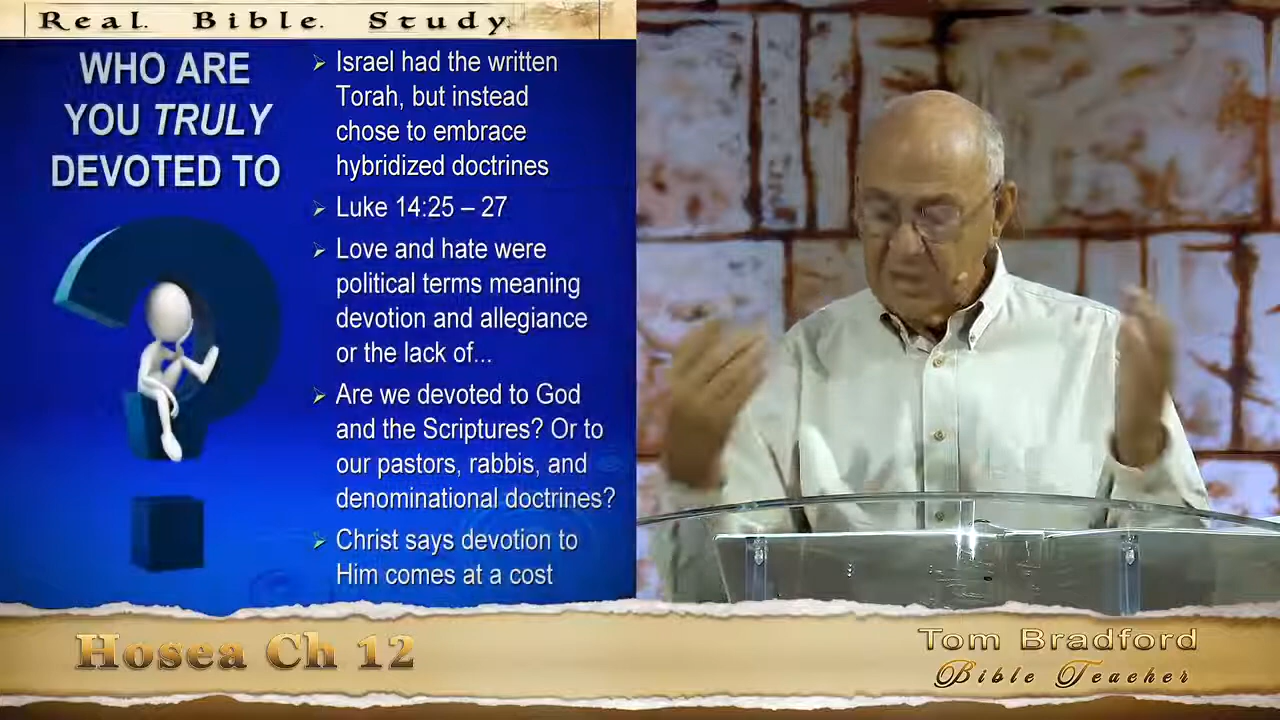 Real. Bible. Study.
WHO ARE
YOU TRULY
DEVOTED TO
➢ Israel had the written
Torah, but instead
chose to embrace
hybridized doctrines
➢ Luke 14:25 – 27
➢ Love and hate were
political terms meaning
devotion and allegiance
or the lack of...
➢ Are we devoted to God
and the Scriptures? Or to
our pastors, rabbis, and
denominational doctrines?
➢ Christ says devotion to
Him comes at a cost
Hosea Ch 12
Tom Bradford
Bible Teacher